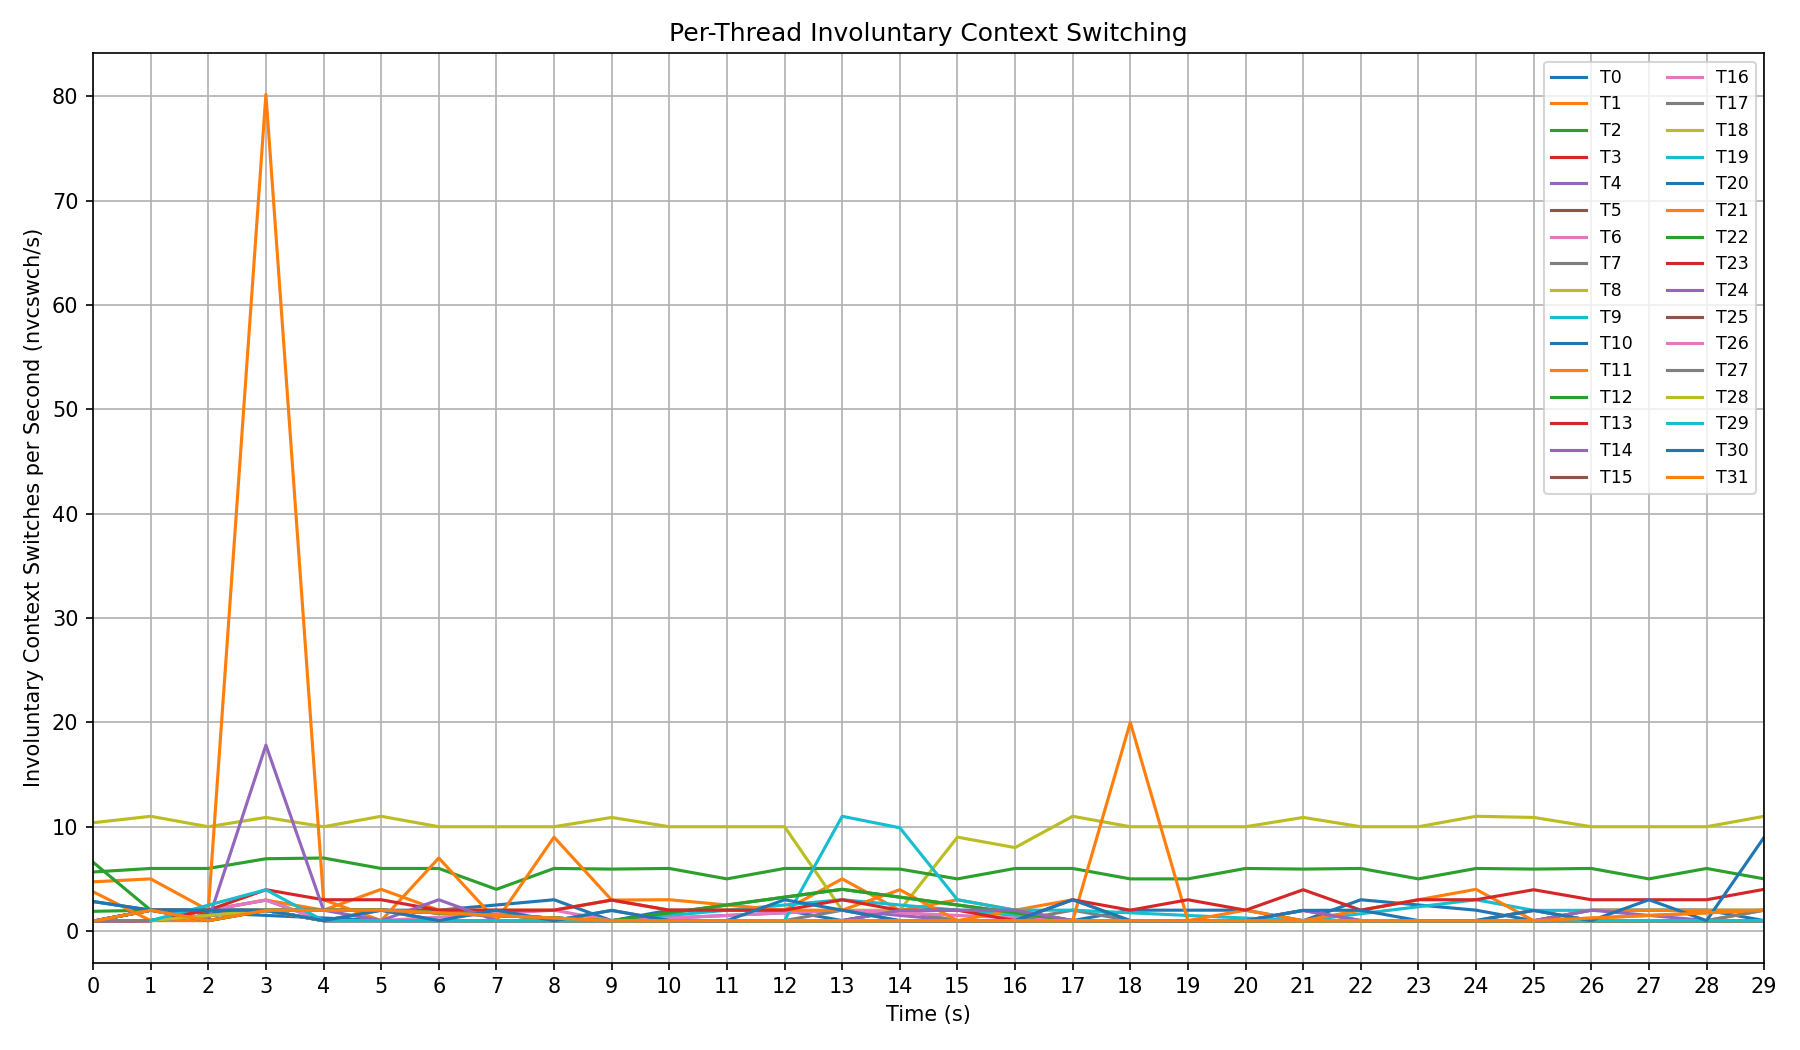 Per-Thread Involuntary Context Switching
Involuntary Context Switches per Second (nvcswch/s)
80
70
60
50
40
30
20
10
0
T0 T16
T1 T17
T2 T18
T3 T19
T4 T20
T5 T21
T6 T22
T7 T23
T8 T24
T9 T25
T10 T26
T11 T27
T12 T28
T13 T29
T14 T30
T15 T31
0 1 2 3 4 5 6 7 8 9 10 11 12 13 14 15 16 17 18 19 20 21 22 23 24 25 26 27 28 29
Time (s)